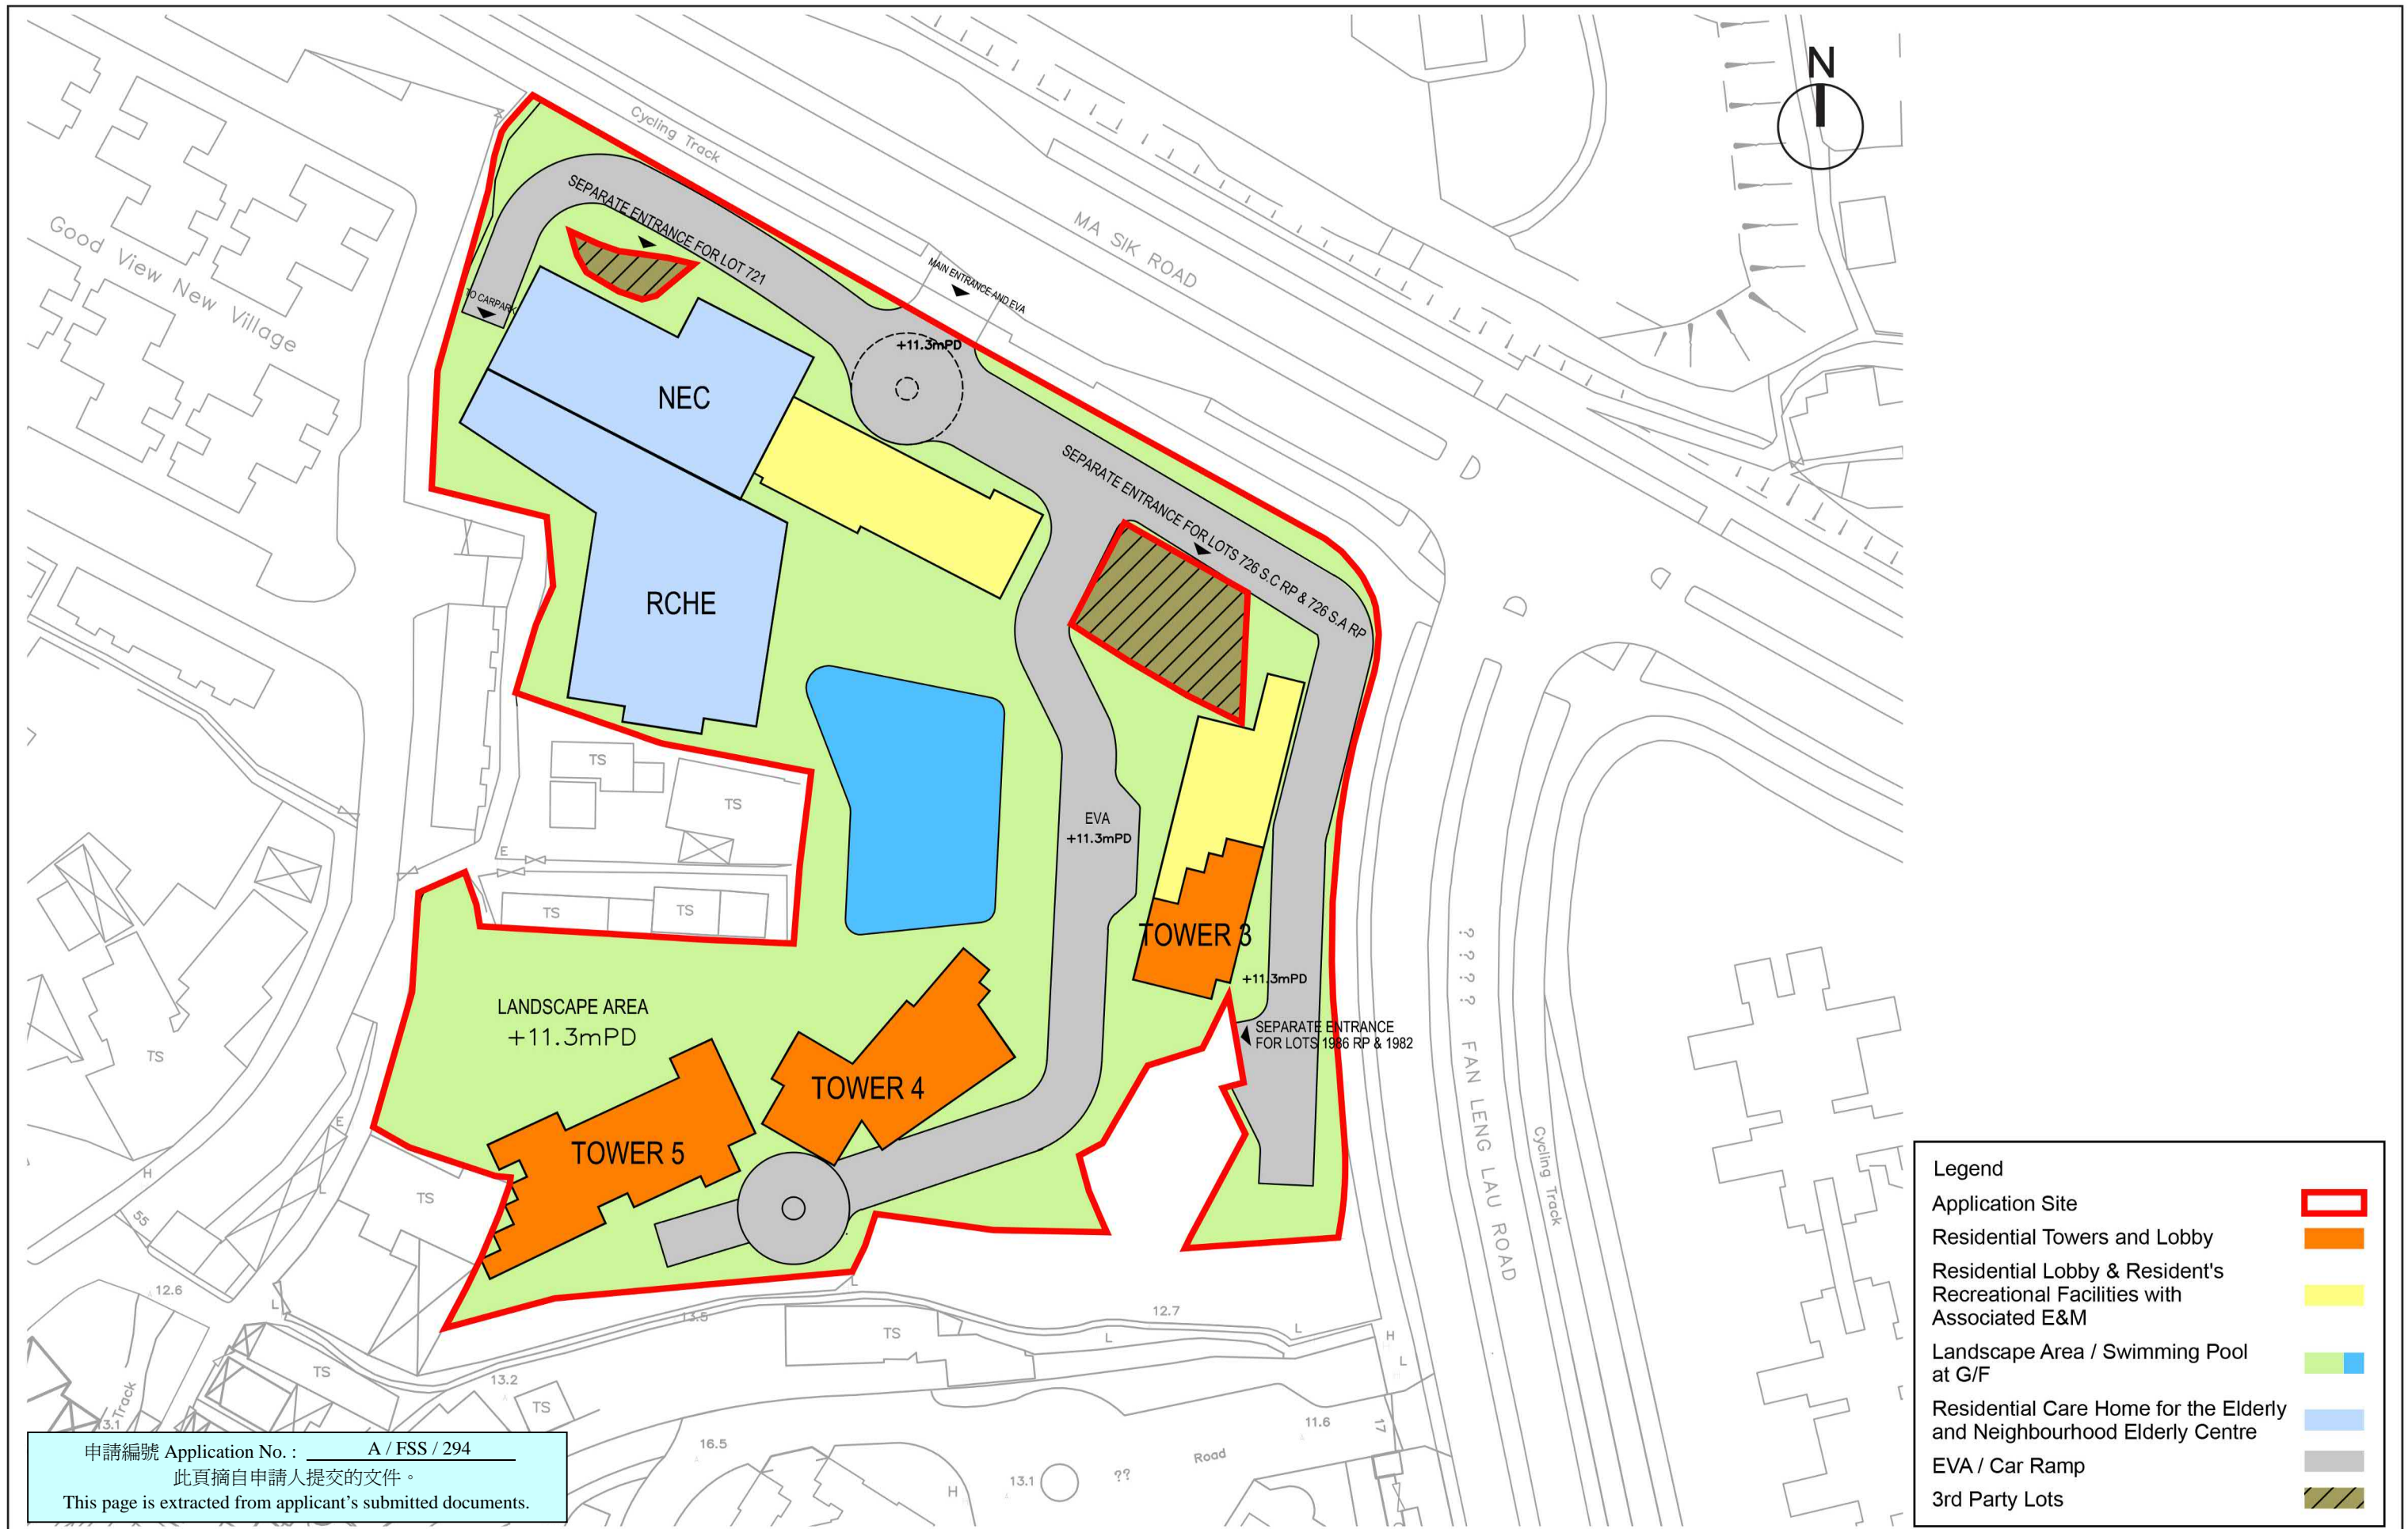 N
Cycling Track
MA SIK ROAD
Good View New Village
SEPARATE ENTRANCE FOR LOT 721
MAIN ENTRANCE AND EVA
TO CARPARK
+11.3mPD
NEC
SEPARATE ENTRANCE FOR LOTS 726 S.C RP & 726 S.A RP
RCHE
TS
TS
EVA
+11.3mPD
E
TS
TS
TOWER 3
+11.3mPD
LANDSCAPE AREA
+11.3mPD
SEPARATE ENTRANCE
FOR LOTS 1986 RP & 1982
????? FAN LENG LAU ROAD
Cycling Track
TOWER 4
TOWER 5
TS
E
H
L
TS
55
12.6
L
L
13.5
12.7
TS
L
L
H
L
TS
13.2
TS
Track
13.1
16.5
H
13.1
??
Road
11.6
17
Legend
Application Site
Residential Towers and Lobby
Residential Lobby & Resident's
Recreational Facilities with
Associated E&M
Landscape Area / Swimming Pool
at G/F
Residential Care Home for the Elderly
and Neighbourhood Elderly Centre
EVA / Car Ramp
3rd Party Lots
申請編號 Application No. : A / FSS / 294
此頁摘自申請人提交的文件。
This page is extracted from applicant's submitted documents.